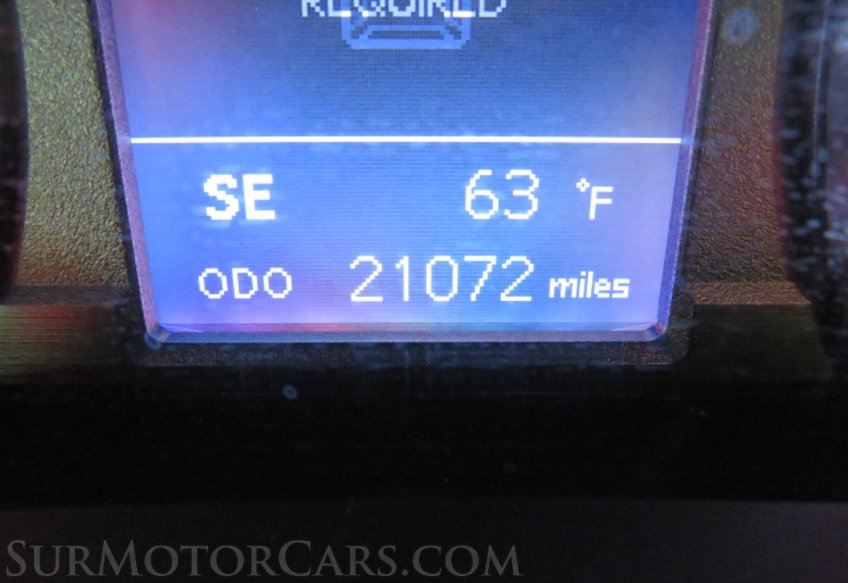 REQUIRED
SE 63 °F
ODO 21072 miles
SURMOTORCARS.COM